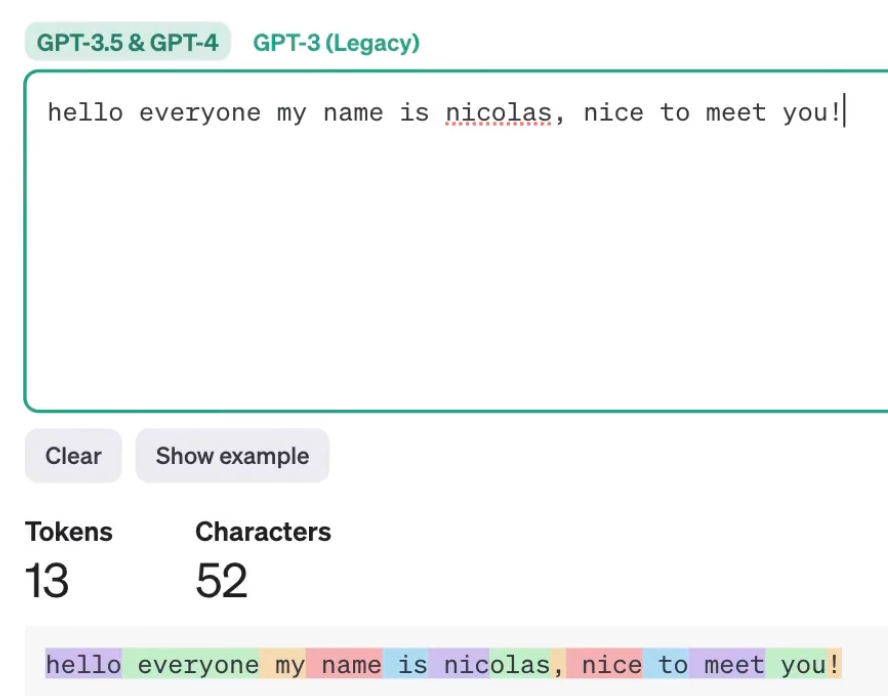 GPT-3.5 & GPT-4 GPT-3 (Legacy)
hello everyone my name is nicolas, nice to meet you!
Clear Show example
Tokens Characters
13 52
hello everyone my name is nicolas, nice to meet you!